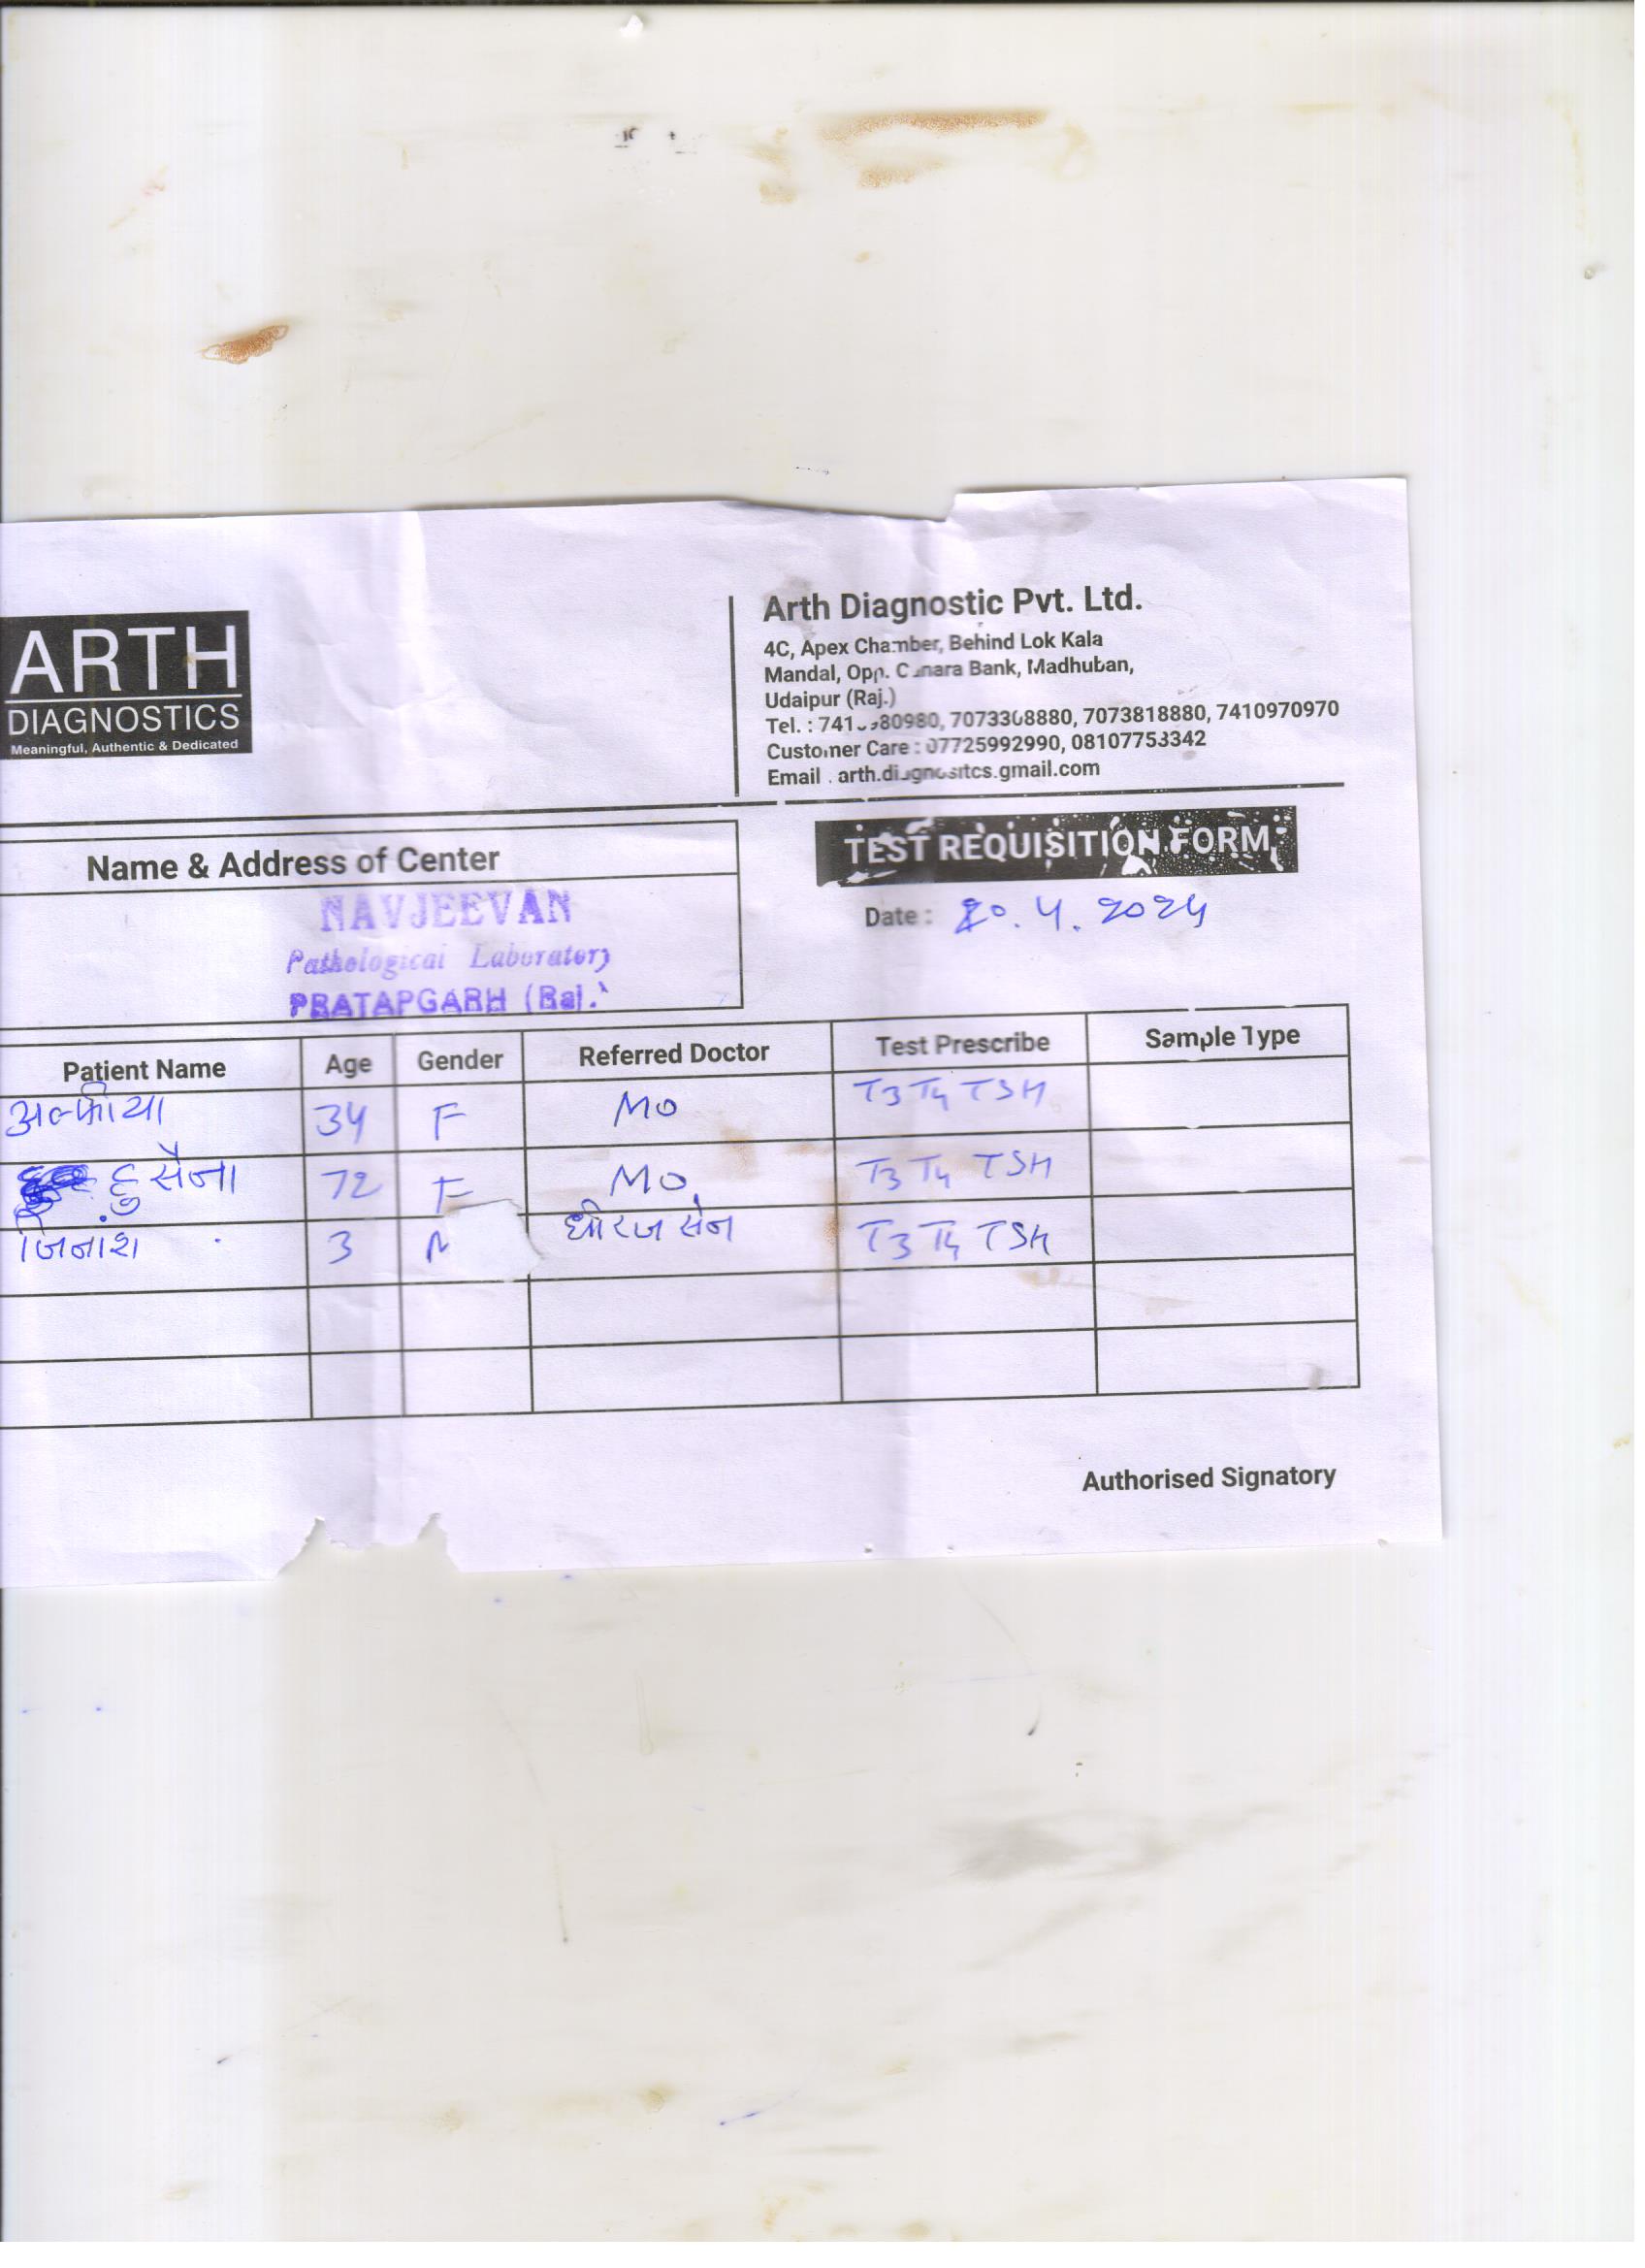 ARTH
DIAGNOSTICS
Meaningful, Authentic & Dedicated
Arth Diagnostic Pvt. Ltd.
4C, Apex Chamber, Behind Lok Kala
Mandal, Opp. Canara Bank, Madhuban,
Udaipur (Raj.)
Tel. : 7073308880, 7073818880, 7410970970
Customer Care : 07725992990, 08107753342
Email arth.diagnositcs.gmail.com
Name & Address of Center
NAVJEEVAN
Pathological Laboratory
PRATAPGARH (Raj.)
TEST REQUISITION FORM
Date : 20.4.2024
Patient Name Age Gender Referred Doctor Test Prescribe Sample Type
अल्फीया 34 F MO T3 T4 TSH
हुसैना 72 F MO T3 T4 TSH
जिनांश 3 धीरज सेन T3 T4 TSH
Authorised Signatory